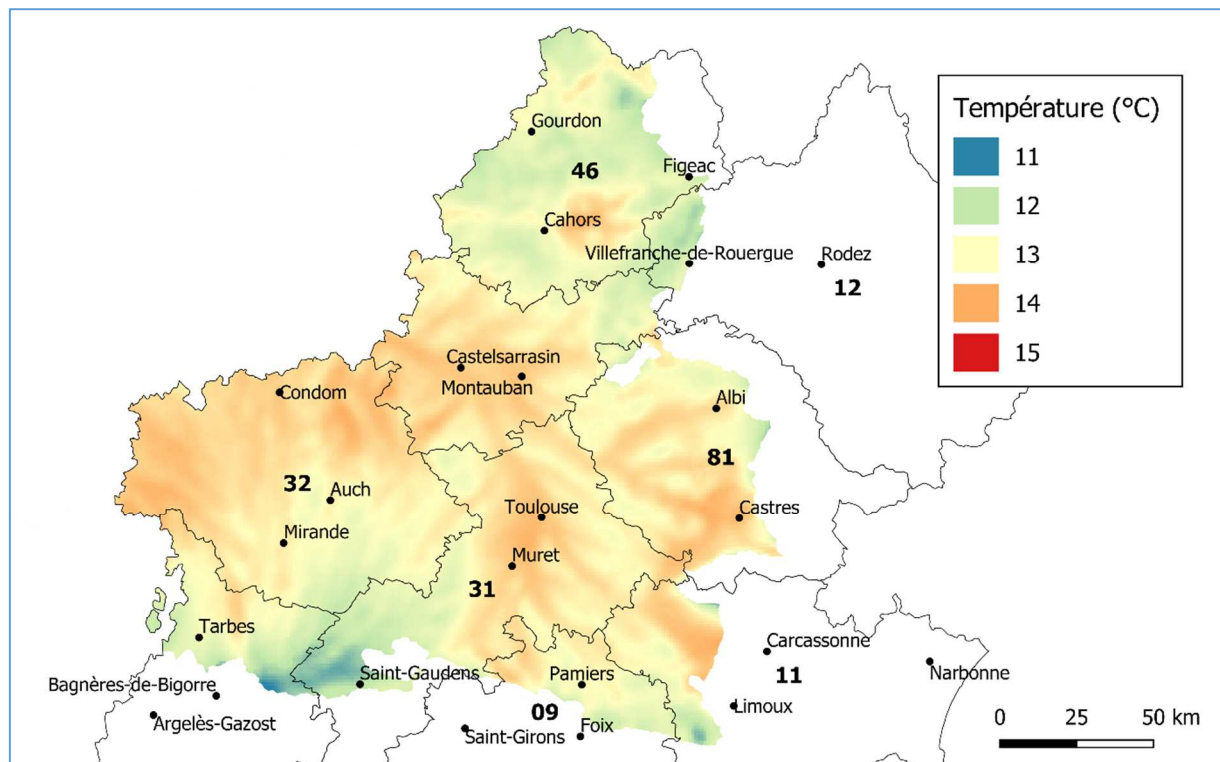 Gourdon
46
Figeac
Cahors
Villefranche-de-Rouergue
Rodez
12
Castelsarrasin
Montauban
Condom
Albi
81
32
Auch
Toulouse
Castres
Mirande
Muret
31
Tarbes
Saint-Gaudens
Pamiers
Carcassonne
11
Narbonne
Bagnères-de-Bigorre
Argelès-Gazost
09
Limoux
Saint-Girons
Foix
Température (°C)
11
12
13
14
15
0 25 50 km